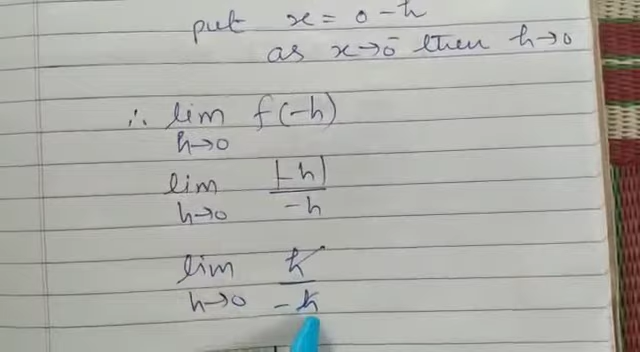 put x = 0 - h
as x→0⁻ then h→0
∴ lim f(-h)
h→0
lim |-h|
h→0 -h
lim h
h→0 -h